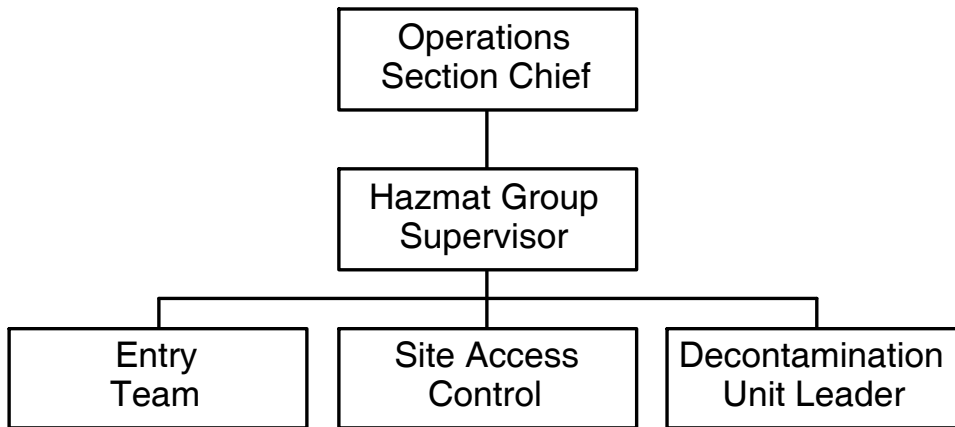 Operations
Section Chief
Hazmat Group
Supervisor
Entry
Team
Site Access
Control
Decontamination
Unit Leader